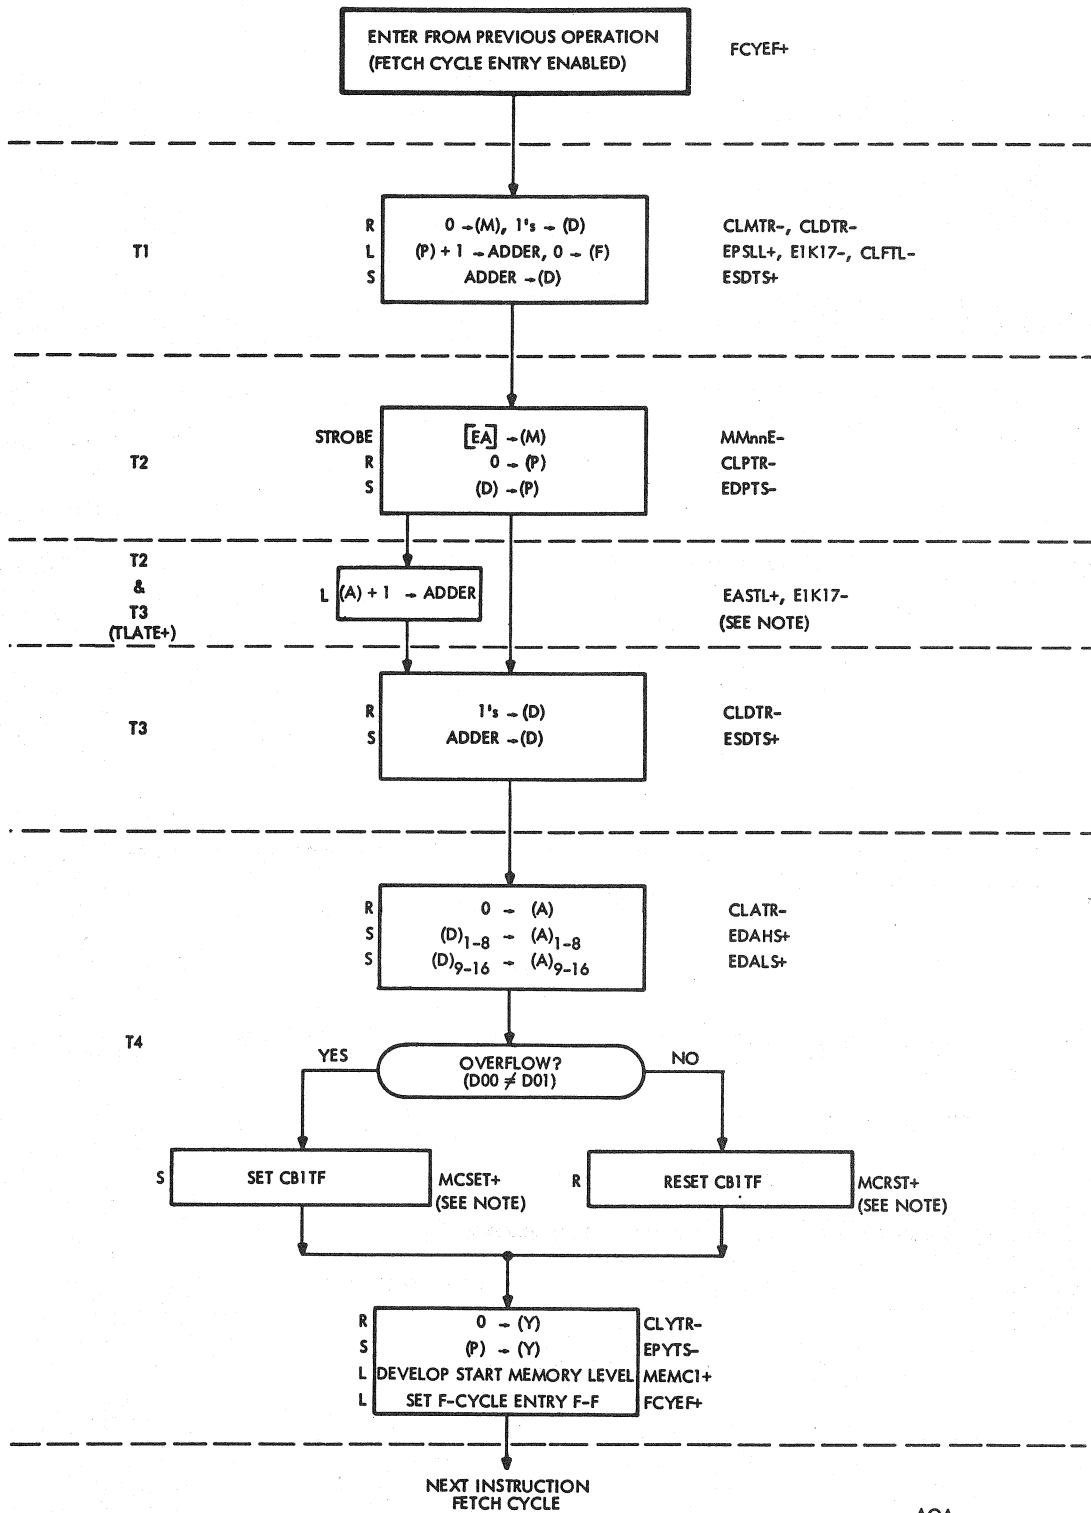 ENTER FROM PREVIOUS OPERATION
(FETCH CYCLE ENTRY ENABLED)
FCYEF+
T1
R 0 → (M), 1's → (D) CLMTR-, CLDTR-
L (P) + 1 → ADDER, 0 → (F) EPSLL+, E1K17-, CLFTL-
S ADDER → (D) ESDTS+
T2
STROBE [EA] → (M) MMnnE-
R 0 → (P) CLPTR-
S (D) → (P) EDPTS-
T2
&
T3
(TLATE+)
L (A) + 1 → ADDER EASTL+, E1K17-
(SEE NOTE)
T3
R 1's → (D) CLDTR-
S ADDER → (D) ESDTS+
T4
R 0 → (A) CLATR-
S (D)1-8 → (A)1-8 EDAHS+
S (D)9-16 → (A)9-16 EDALS+
OVERFLOW?
(D00 ≠ D01)
YES
NO
S SET CB1TF MCSET+
(SEE NOTE)
R RESET CB1TF MCRST+
(SEE NOTE)
R 0 → (Y) CLYTR-
S (P) → (Y) EPYTS-
L DEVELOP START MEMORY LEVEL MEMC1+
L SET F-CYCLE ENTRY F-F FCYEF+
NEXT INSTRUCTION
FETCH CYCLE